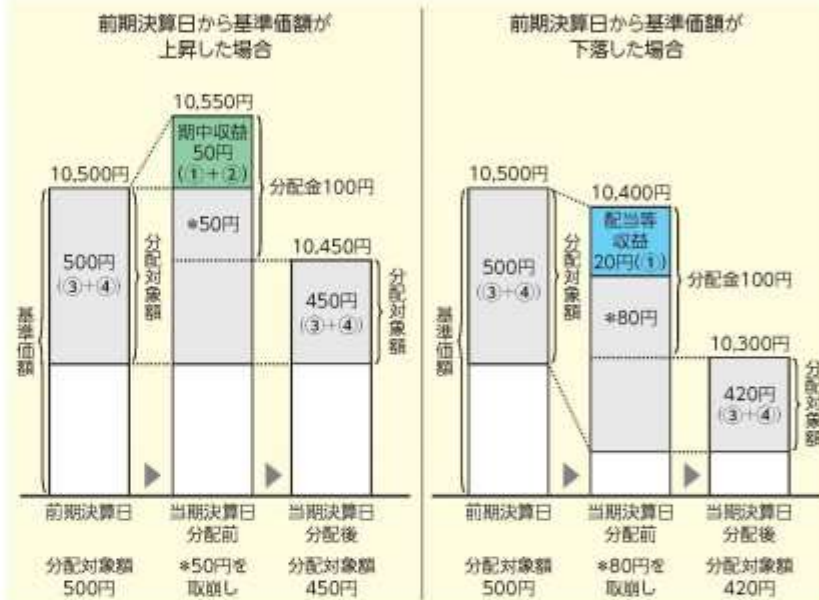 前期決算日から基準価額が
上昇した場合
10,550円
期中収益
50円
(①+②)
10,500円
分配金100円
*50円
10,450円
500円
(③+④)
分配対象額
450円
(③+④)
分配対象額
基準価額
前期決算日
当期決算日
分配前
当期決算日
分配後
分配対象額
500円
*50円を
取崩し
分配対象額
450円
前期決算日から基準価額が
下落した場合
10,500円
10,400円
配当等
収益
20円(①)
分配金100円
500円
(③+④)
分配対象額
*80円
10,300円
420円
(③+④)
分配対象額
基準価額
前期決算日
当期決算日
分配前
当期決算日
分配後
分配対象額
500円
*80円を
取崩し
分配対象額
420円